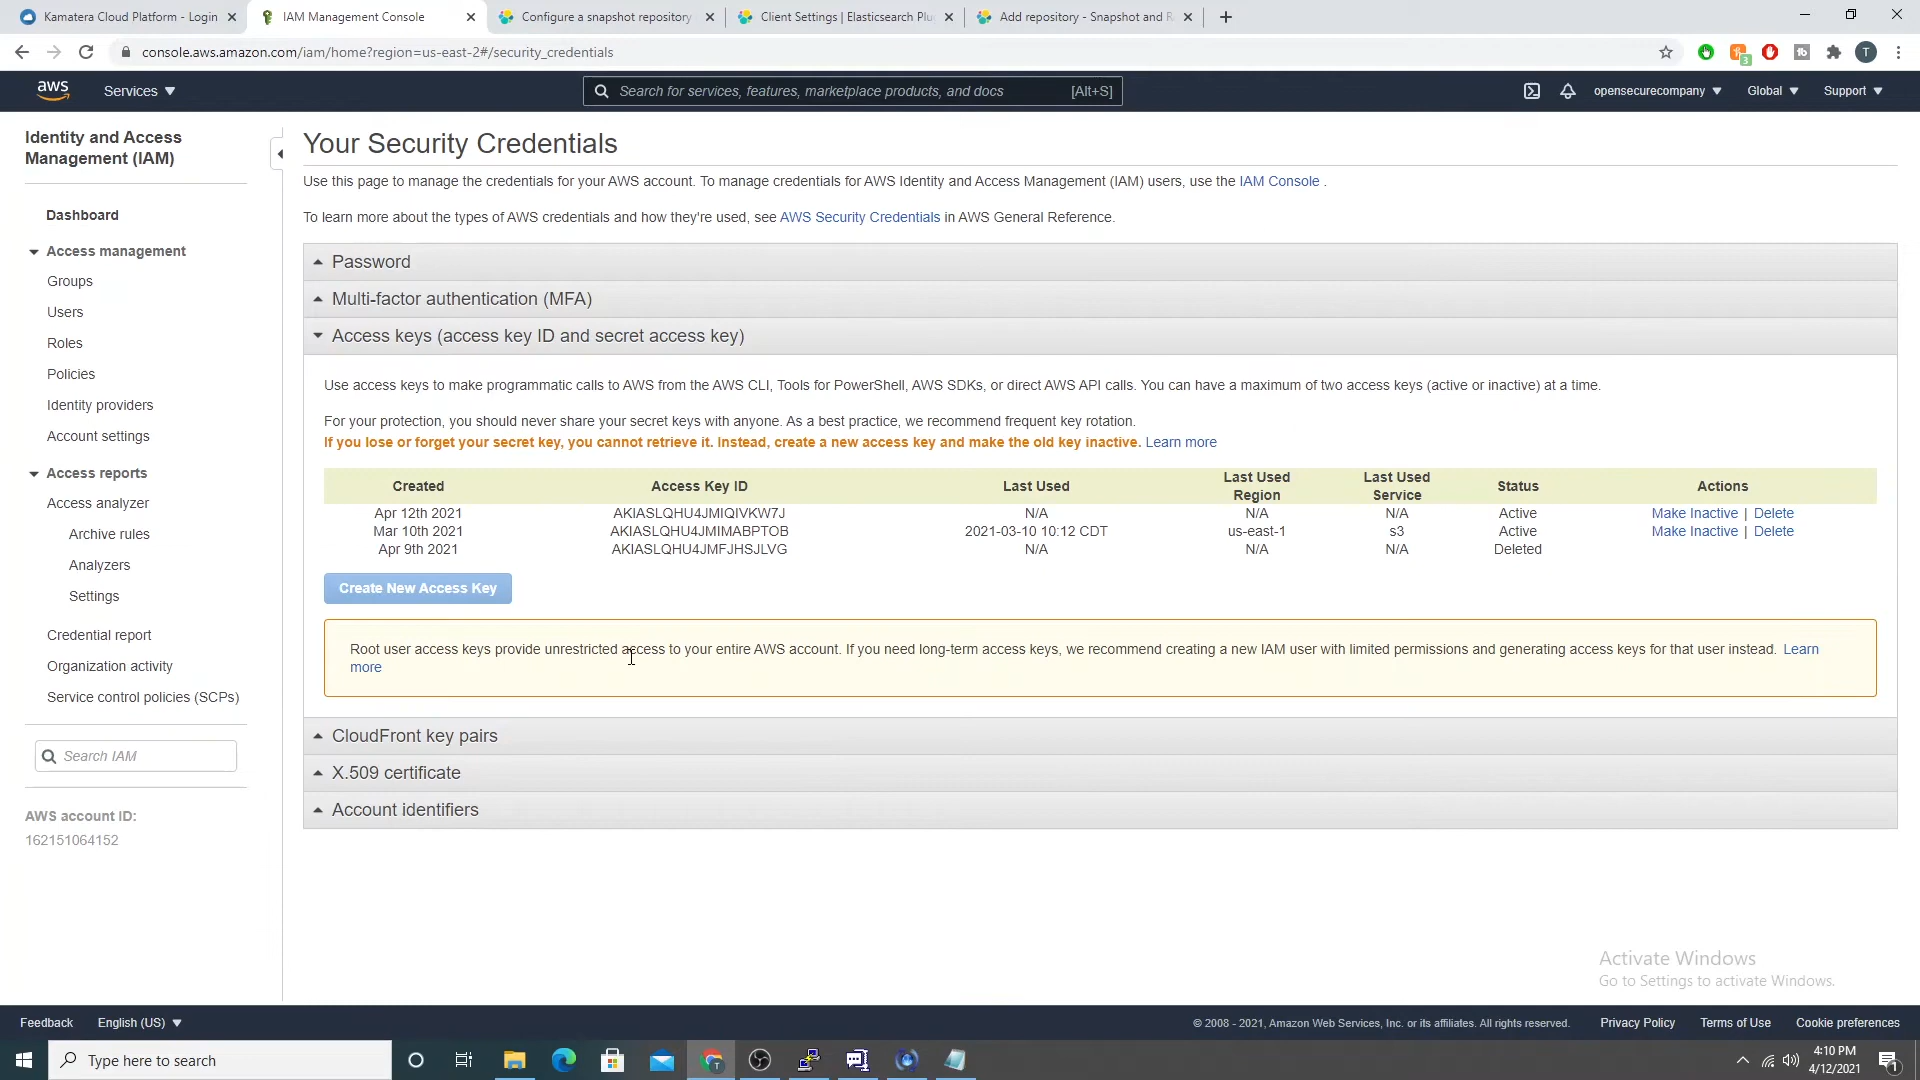 Kamatera Cloud Platform - Login
IAM Management Console
Configure a snapshot repository
Client Settings | Elasticsearch Plu
Add repository - Snapshot and R
console.aws.amazon.com/iam/home?region=us-east-2#/security_credentials
3
T
aws
Services
Search for services, features, marketplace products, and docs
[Alt+S]
opensecurecompany
Global
Support
Identity and Access
Management (IAM)
Dashboard
Access management
Groups
Users
Roles
Policies
Identity providers
Account settings
Access reports
Access analyzer
Archive rules
Analyzers
Settings
Credential report
Organization activity
Service control policies (SCPs)
Search IAM
AWS account ID:
162151064152
Your Security Credentials
Use this page to manage the credentials for your AWS account. To manage credentials for AWS Identity and Access Management (IAM) users, use the IAM Console .
To learn more about the types of AWS credentials and how they're used, see AWS Security Credentials in AWS General Reference.
Password
Multi-factor authentication (MFA)
Access keys (access key ID and secret access key)
Use access keys to make programmatic calls to AWS from the AWS CLI, Tools for PowerShell, AWS SDKs, or direct AWS API calls. You can have a maximum of two access keys (active or inactive) at a time.
For your protection, you should never share your secret keys with anyone. As a best practice, we recommend frequent key rotation.
If you lose or forget your secret key, you cannot retrieve it. Instead, create a new access key and make the old key inactive. Learn more
Created Access Key ID Last Used Last Used Region Last Used Service Status Actions
Apr 12th 2021 AKIASLQHU4JMIQIVKW7J N/A N/A N/A Active Make Inactive | Delete
Mar 10th 2021 AKIASLQHU4JMIMABPTOB 2021-03-10 10:12 CDT us-east-1 s3 Active Make Inactive | Delete
Apr 9th 2021 AKIASLQHU4JMFJHSJLVG N/A N/A N/A Deleted
Create New Access Key
Root user access keys provide unrestricted access to your entire AWS account. If you need long-term access keys, we recommend creating a new IAM user with limited permissions and generating access keys for that user instead. Learn
more
CloudFront key pairs
X.509 certificate
Account identifiers
Activate Windows
Go to Settings to activate Windows.
Feedback
English (US)
© 2008 - 2021, Amazon Web Services, Inc. or its affiliates. All rights reserved.
Privacy Policy
Terms of Use
Cookie preferences
Type here to search
4:10 PM
4/12/2021
1